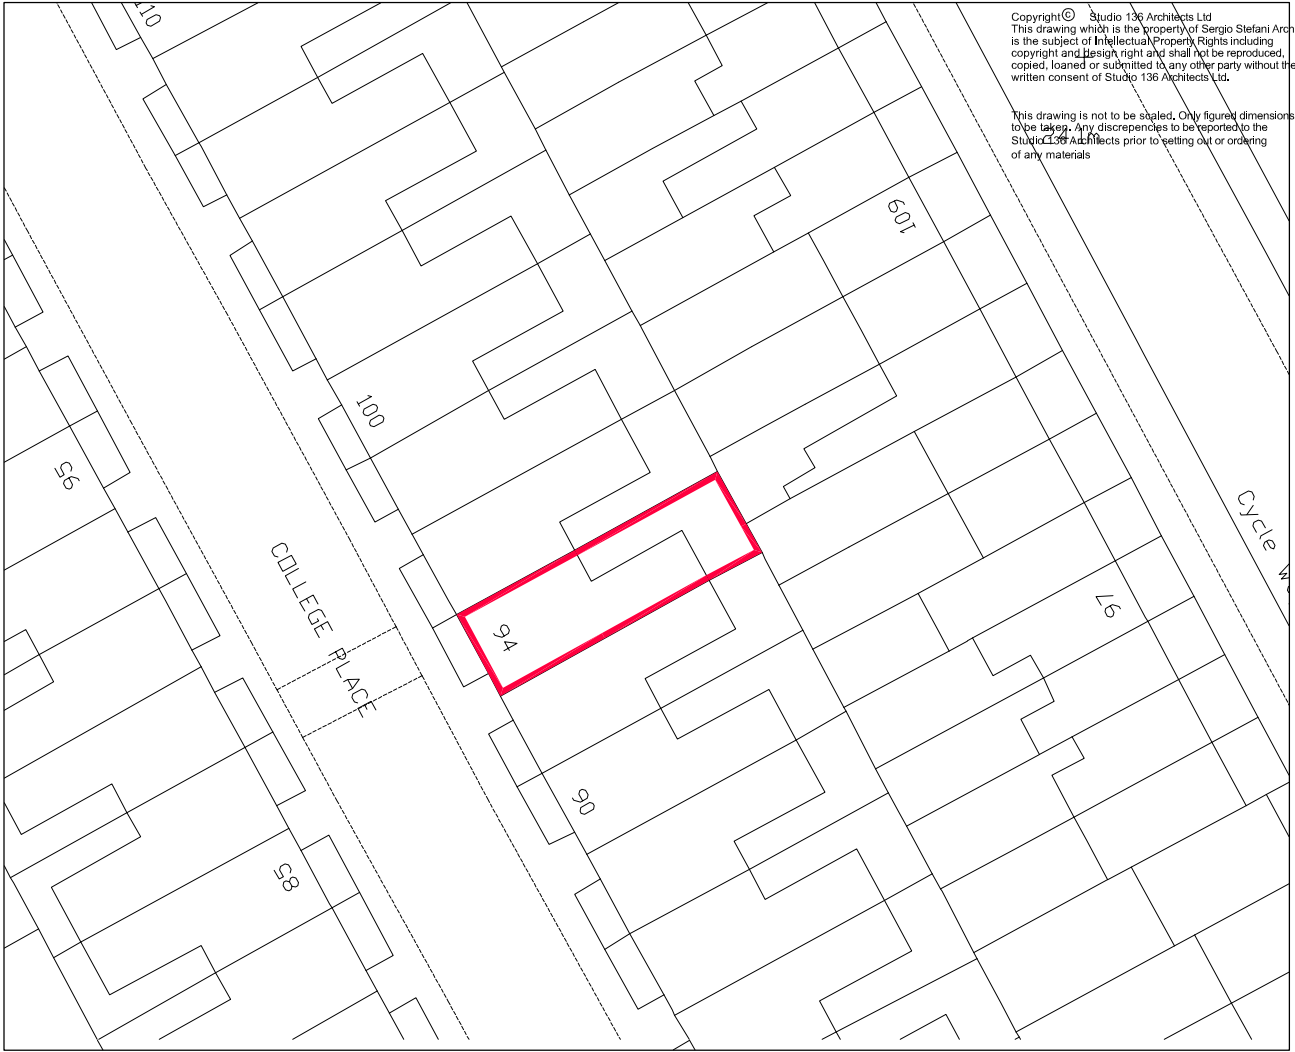 Copyright © Studio 136 Architects Ltd
This drawing which is the property of Sergio Stefani Arch
is the subject of Intellectual Property Rights including
copyright and design right and shall not be reproduced,
copied, loaned or submitted to any other party without the
written consent of Studio 136 Architects Ltd.
This drawing is not to be scaled. Only figured dimensions
to be taken. Any discrepencies to be reported to the
Studio 136 Architects prior to setting out or ordering
of any materials
24.1m
110
109
100
95
94
COLLEGE PLACE
Cycle
97
90
85